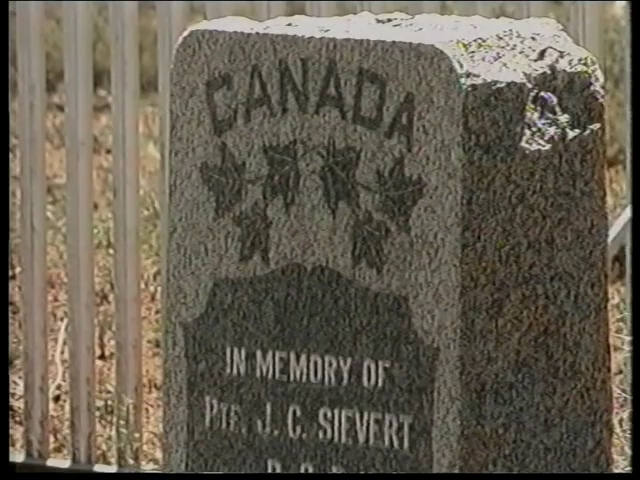 CANADA
IN MEMORY OF
PTE. J. C. SIEVERT